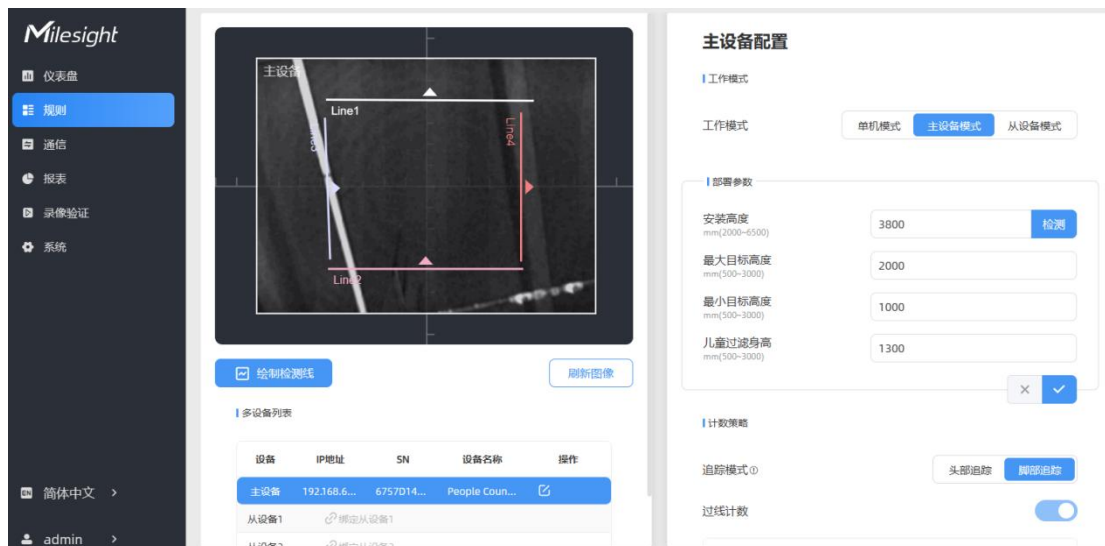 Milesight
仪表盘
规则
通信
报表
录像验证
系统
简体中文
admin
主设备
Line1
Line4
Line2
绘制检测线
刷新图像
多设备列表
设备 IP地址 SN 设备名称 操作
主设备 192.168.6... 6757D14... People Coun...
从设备1 绑定从设备1
主设备配置
工作模式
工作模式 单机模式 主设备模式 从设备模式
部署参数
安装高度 3800 检测
mm(2000~6500)
最大目标高度 2000
mm(500~3000)
最小目标高度 1000
mm(500~3000)
儿童过滤身高 1300
mm(500~3000)
计数策略
追踪模式 头部追踪 脚部追踪
过线计数